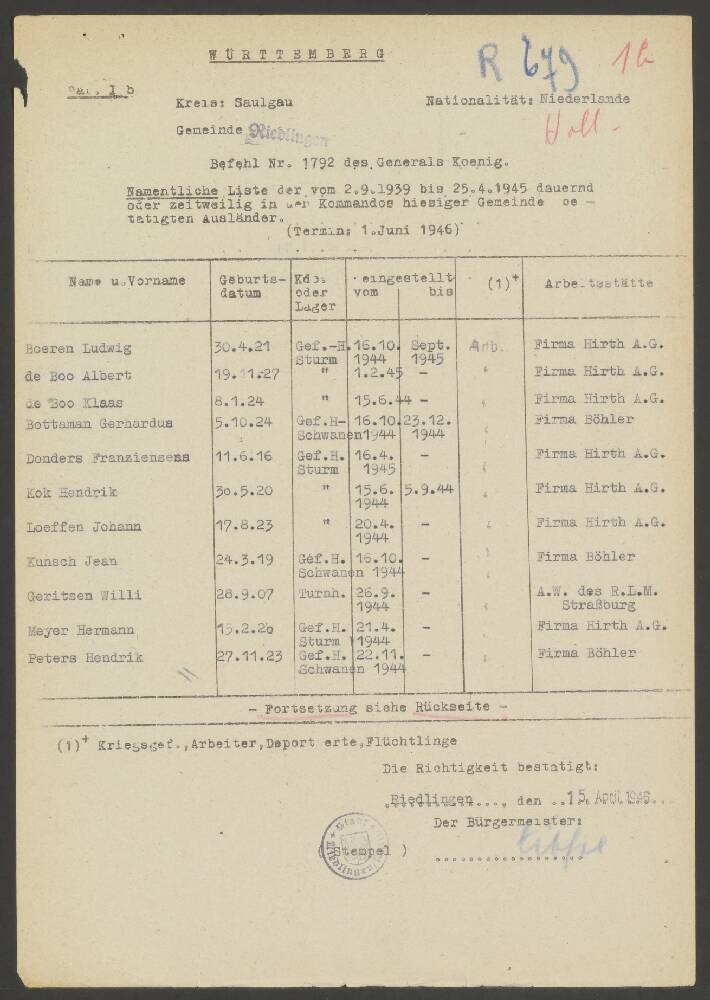 WÜRTTEMBERG
R 679 1b
I b
Kreis: Saulgau Nationalität: Niederlande
Gemeinde Riedlingen Holl.
Befehl Nr. 1792 des Generals Koenig.
Namentliche Liste der vom 2.9.1939 bis 25.4.1945 dauernd
oder zeitweilig in der Kommandos hiesiger Gemeinde be -
tätigten Ausländer.
(Termin: 1.Juni 1946)
Name u.Vorname Geburts- Kdos eingestellt (1)+ Arbeitsstätte
datum oder vom bis
Lager
Boeren Ludwig 30.4.21 Gef.-H. 16.10. Sept. Arb. Firma Hirth A.G.
Sturm 1944 1945
de Boo Albert 19.11.27 " 1.2.45 - " Firma Hirth A.G.
de Boo Klaas 8.1.24 " 15.6.44 - " Firma Hirth A.G.
Bottaman Gerhardus 5.10.24 Gef.H- 16.10. 23.12. " Firma Böhler
Schwanen 1944 1944
Donders Franziensens 11.6.16 Gef.H. 16.4. - " Firma Hirth A.G.
Sturm 1945
Kok Hendrik 30.5.20 " 15.6. 5.9.44 " Firma Hirth A.G.
1944
Loeffen Johann 17.8.23 " 20.4. - " Firma Hirth A.G.
1944
Kunsch Jean 24.3.19 Gef.H. 16.10. - " Firma Böhler
Schwanen 1944
Geritsen Willi 28.9.07 Turnh. 26.9. - " A.W. des R.L.M.
1944 Straßburg
Meyer Hermann 15.2.26 Gef.H. 21.4. - " Firma Hirth A.G.
Sturm 1944
Peters Hendrik 27.11.23 Gef.H. 22.11. - " Firma Böhler
Schwanen 1944
- Fortsetzung siehe Rückseite -
(1)+ Kriegsgef.,Arbeiter,Deport erte,Flüchtlinge
Die Richtigkeit bestätigt:
Riedlingen..., den ..15. April 1946..
Der Bürgermeister:
(Stempel )